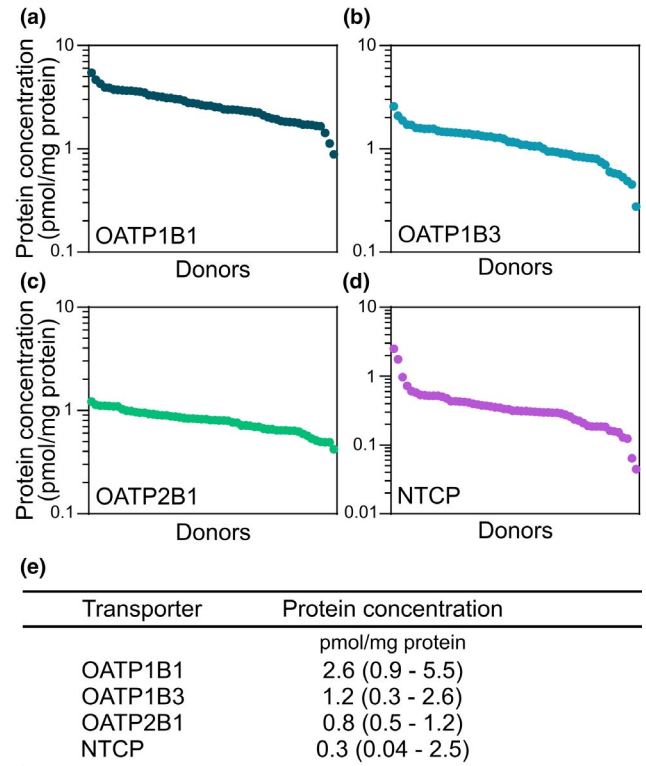 (a)
10
1
0.1
Protein concentration
(pmol/mg protein)
OATP1B1
Donors
(b)
10
1
0.1
OATP1B3
Donors
(c)
10
1
0.1
Protein concentration
(pmol/mg protein)
OATP2B1
Donors
(d)
10
1
0.1
0.01
NTCP
Donors
(e)
Transporter Protein concentration
pmol/mg protein
OATP1B1 2.6 (0.9 - 5.5)
OATP1B3 1.2 (0.3 - 2.6)
OATP2B1 0.8 (0.5 - 1.2)
NTCP 0.3 (0.04 - 2.5)